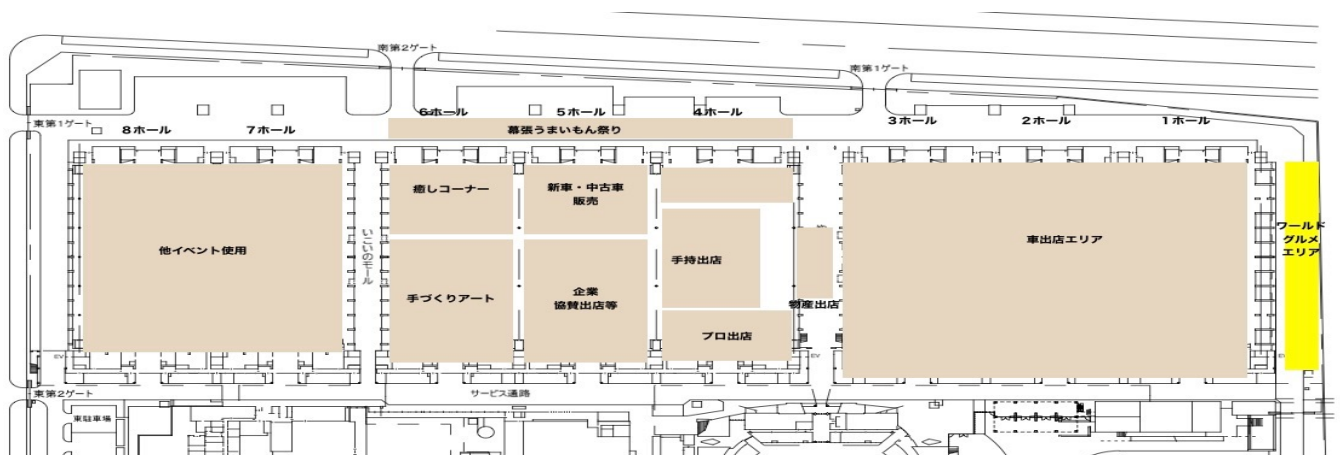 南第2ゲート
南第1ゲート
6ホール
5ホール
4ホール
3ホール
2ホール
1ホール
東第1ゲート
8ホール
7ホール
幕張うまいもん祭り
癒しコーナー
新車・中古車
販売
ワールド
グルメ
エリア
いこいのモール
他イベント使用
車出店エリア
手持出店
手づくりアート
企業
協賛出店等
物産出店
プロ出店
EV
EV
東第2ゲート
サービス通路
東駐車場